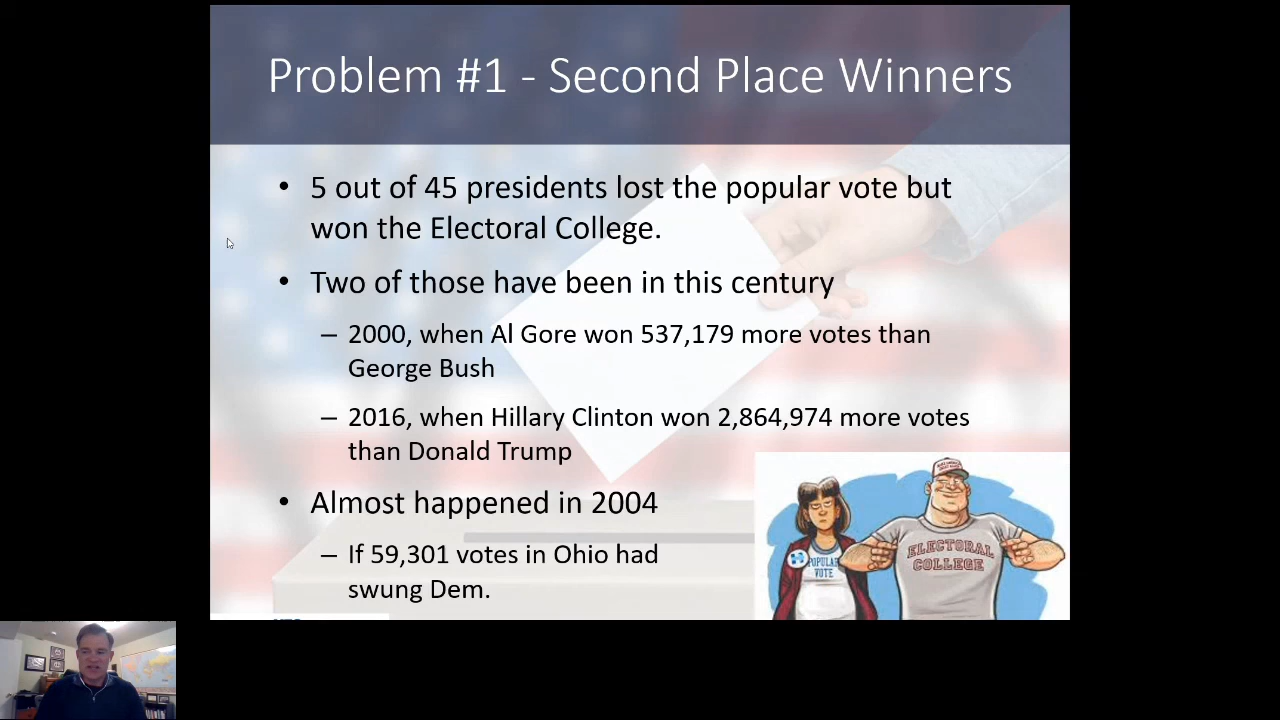 Problem #1 - Second Place Winners
• 5 out of 45 presidents lost the popular vote but
won the Electoral College.
• Two of those have been in this century
– 2000, when Al Gore won 537,179 more votes than
George Bush
– 2016, when Hillary Clinton won 2,864,974 more votes
than Donald Trump
• Almost happened in 2004
– If 59,301 votes in Ohio had
swung Dem.
POPULAR
VOTE
ELECTORAL
COLLEGE